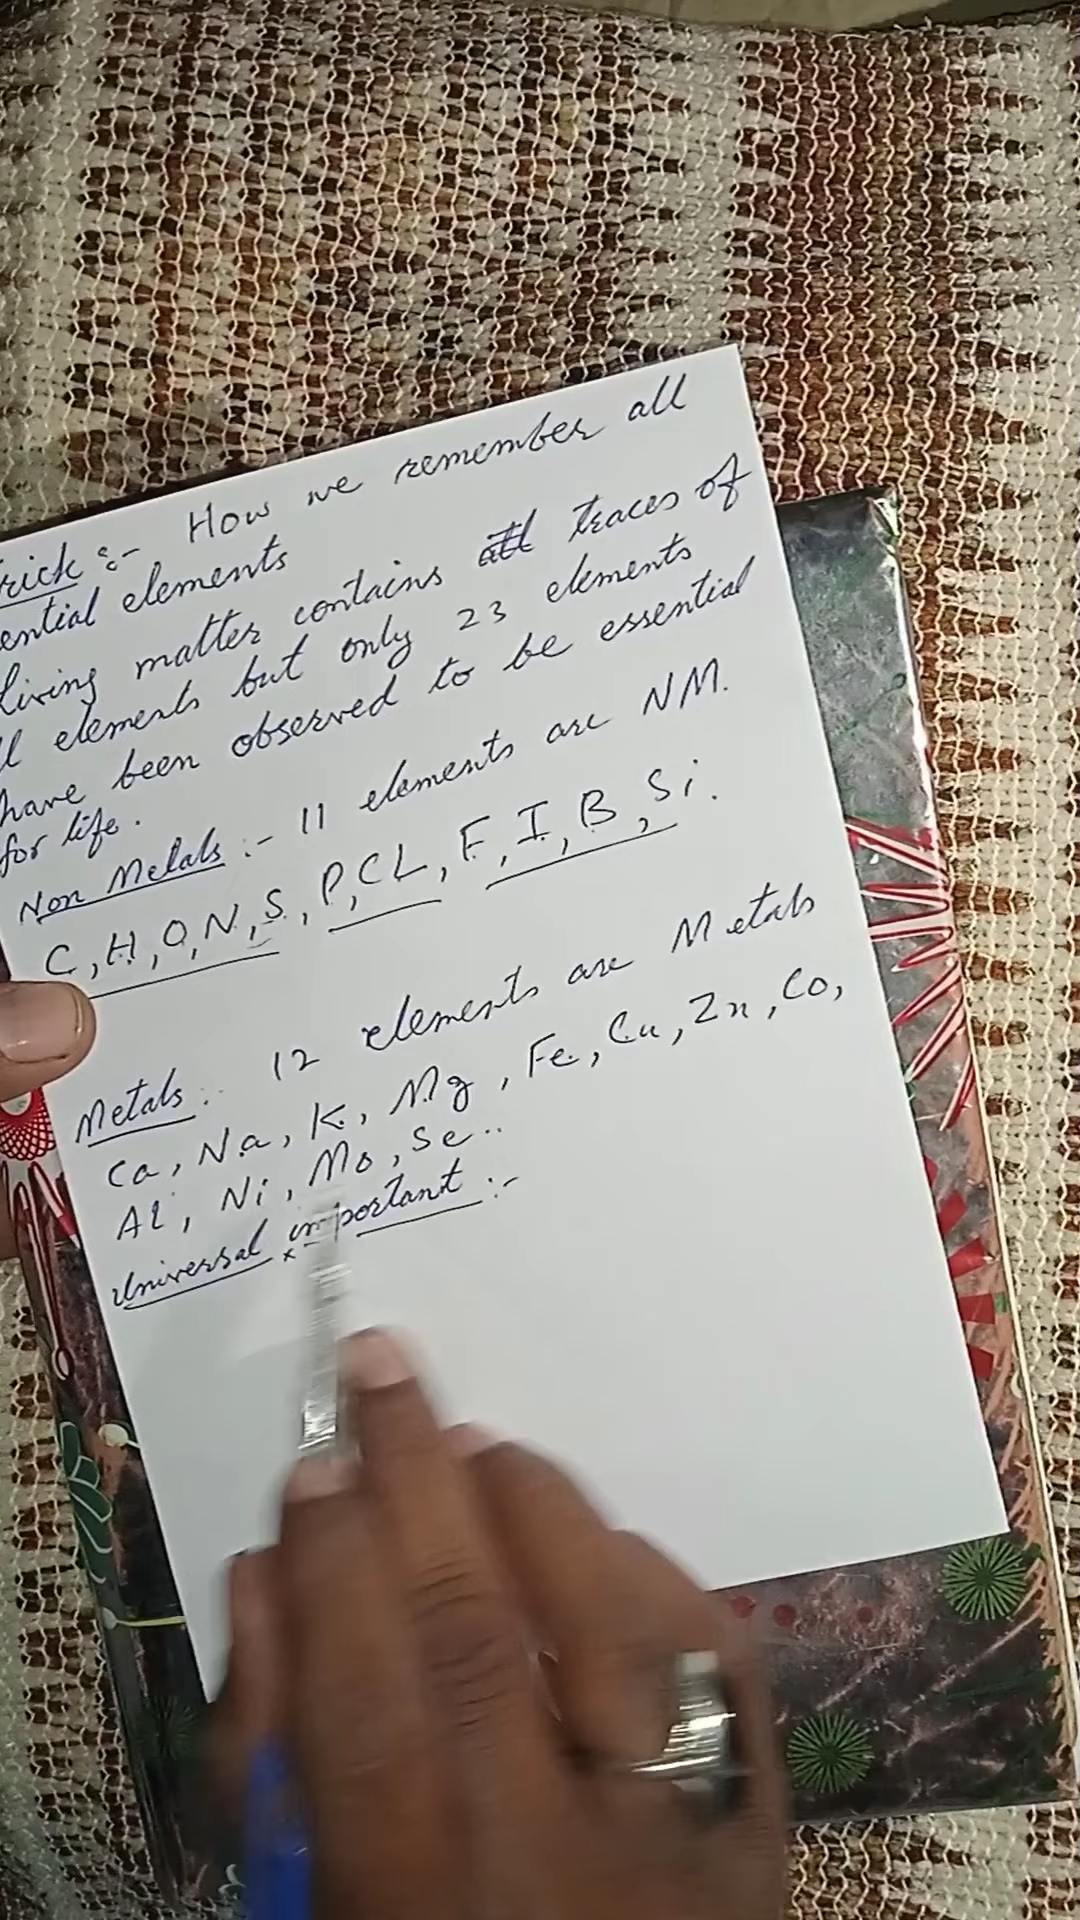 rick :- How we remember all
ential elements
Living matter contains traces of
ll elements but only 23 elements
have been observed to be essential
for life.
Non Metals :- 11 elements are NM.
C, H, O, N, S, P, CL, F, I, B, Si.
Metals :- 12 elements are Metals
Ca, Na, K, Mg, Fe, Cu, Zn, Co,
Al, Ni, Mo, Se..
Universal important :-